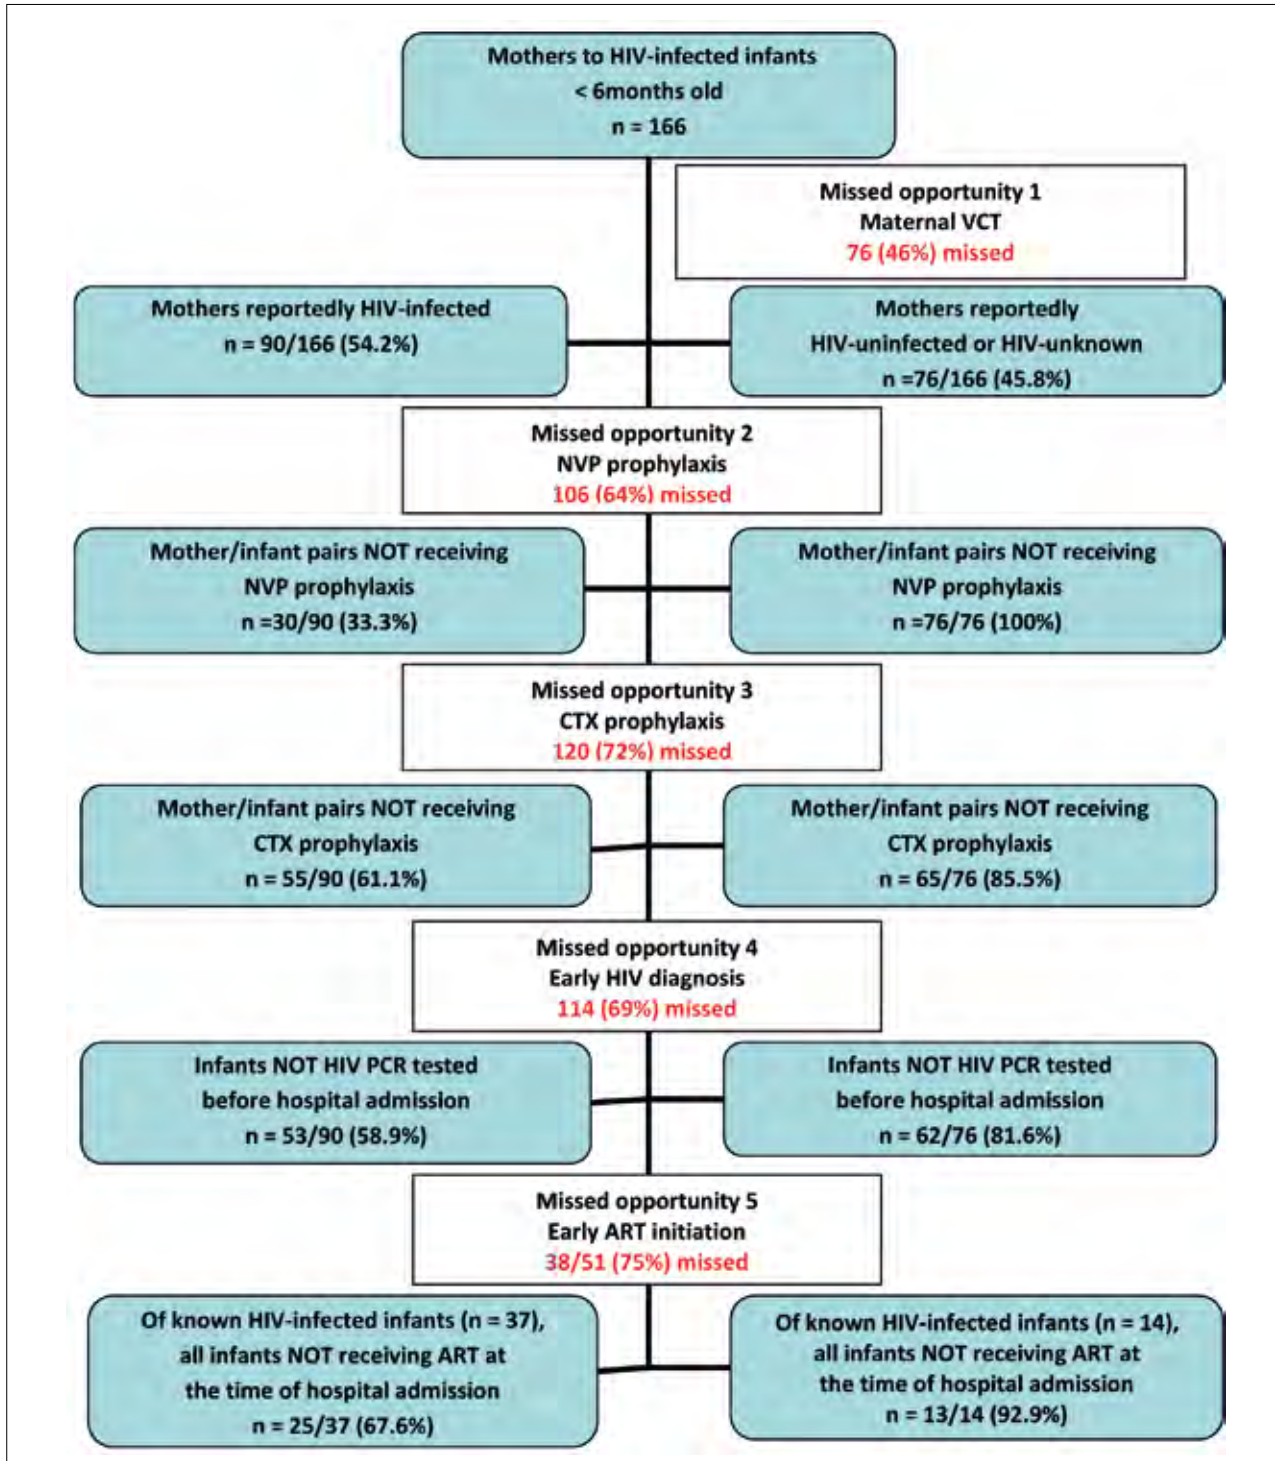 Mothers to HIV-infected infants
< 6months old
n = 166
Missed opportunity 1
Maternal VCT
76 (46%) missed
Mothers reportedly HIV-infected
n = 90/166 (54.2%)
Mothers reportedly
HIV-uninfected or HIV-unknown
n =76/166 (45.8%)
Missed opportunity 2
NVP prophylaxis
106 (64%) missed
Mother/infant pairs NOT receiving
NVP prophylaxis
n =30/90 (33.3%)
Mother/infant pairs NOT receiving
NVP prophylaxis
n =76/76 (100%)
Missed opportunity 3
CTX prophylaxis
120 (72%) missed
Mother/infant pairs NOT receiving
CTX prophylaxis
n = 55/90 (61.1%)
Mother/infant pairs NOT receiving
CTX prophylaxis
n = 65/76 (85.5%)
Missed opportunity 4
Early HIV diagnosis
114 (69%) missed
Infants NOT HIV PCR tested
before hospital admission
n = 53/90 (58.9%)
Infants NOT HIV PCR tested
before hospital admission
n = 62/76 (81.6%)
Missed opportunity 5
Early ART initiation
38/51 (75%) missed
Of known HIV-infected infants (n = 37),
all infants NOT receiving ART at
the time of hospital admission
n = 25/37 (67.6%)
Of known HIV-infected infants (n = 14),
all infants NOT receiving ART at
the time of hospital admission
n = 13/14 (92.9%)